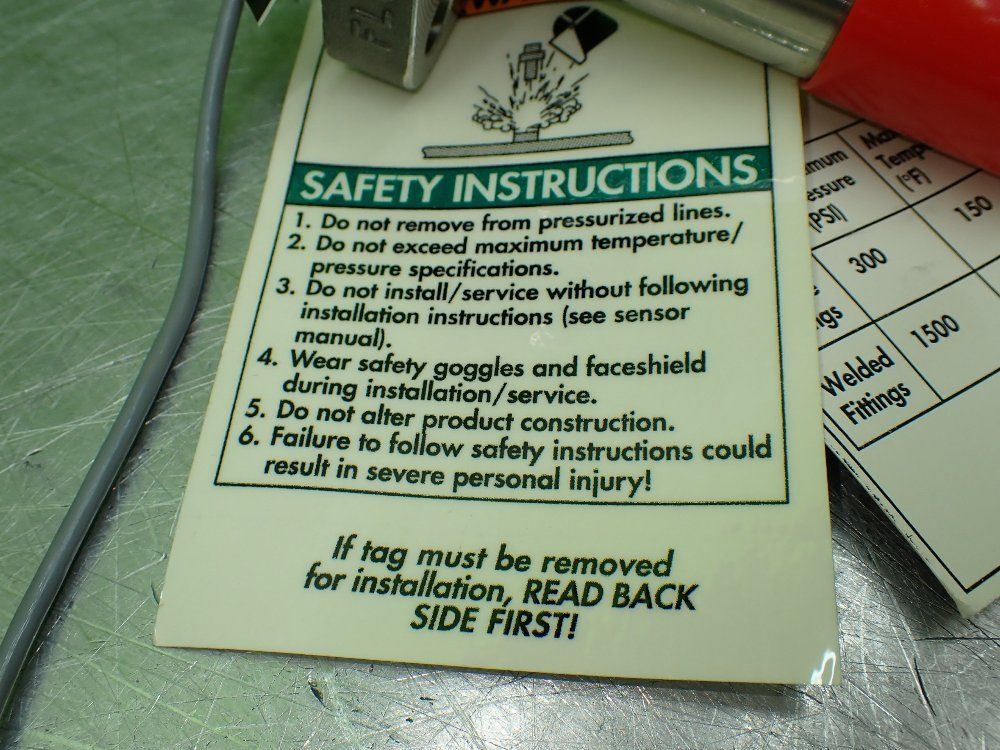 SAFETY INSTRUCTIONS
1. Do not remove from pressurized lines.
2. Do not exceed maximum temperature/
pressure specifications.
3. Do not install/service without following
installation instructions (see sensor
manual).
4. Wear safety goggles and faceshield
during installation/service.
5. Do not alter product construction.
6. Failure to follow safety instructions could
result in severe personal injury!
If tag must be removed
for installation, READ BACK
SIDE FIRST!
(PSI)
(°F)
300
150
Welded
Fittings
1500